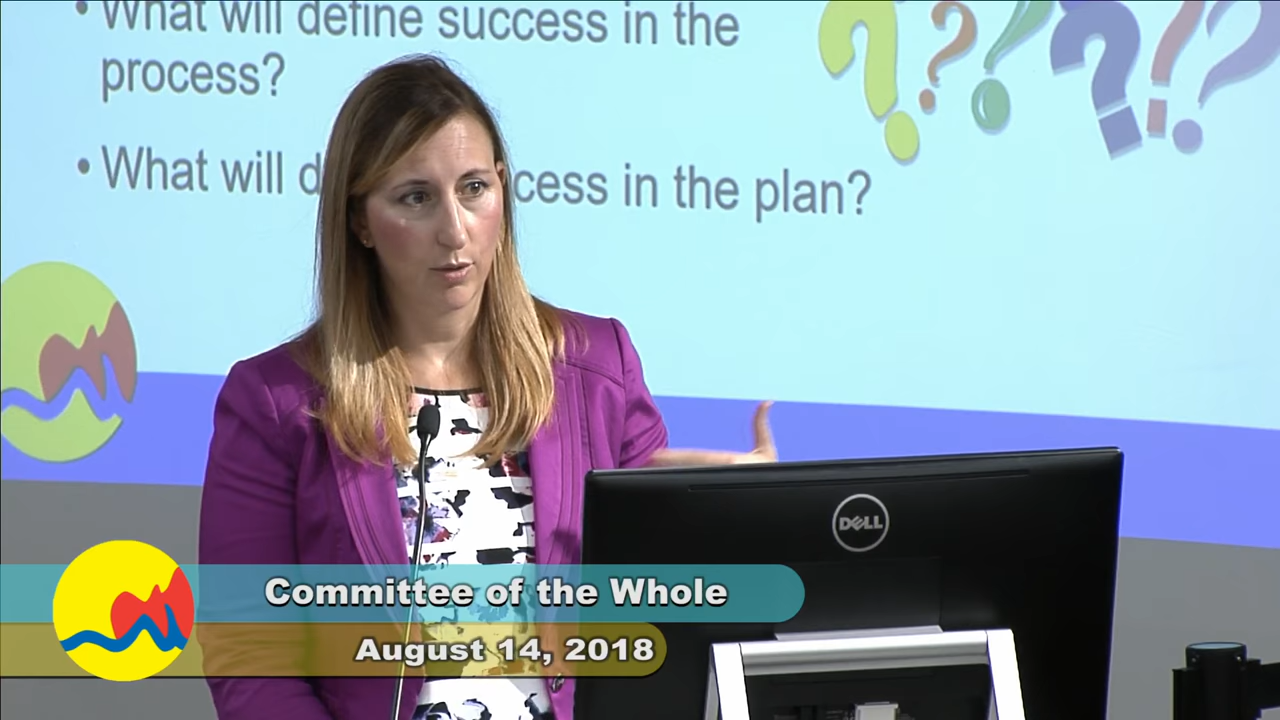 • What will define success in the
process?
• What will d cess in the plan?
DELL
Committee of the Whole
August 14, 2018